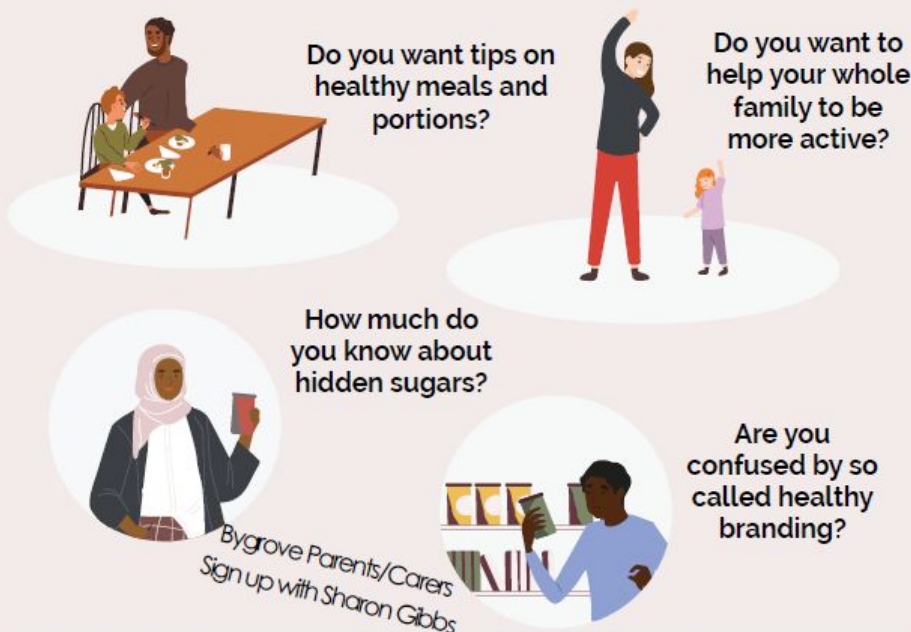 Do you want tips on
healthy meals and
portions?
Do you want to
help your whole
family to be
more active?
How much do
you know about
hidden sugars?
Are you
confused by so
called healthy
branding?
Bygrove Parents/Carers
Sign up with Sharon Gibbs